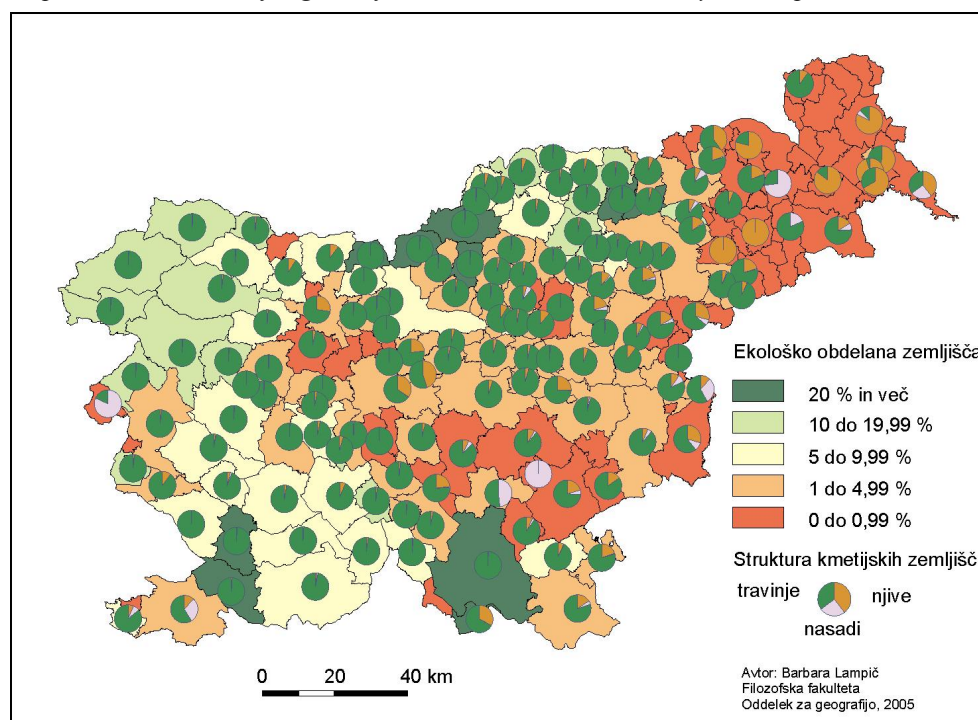 Ekološko obdelana zemljišča
20 % in več
10 do 19,99 %
5 do 9,99 %
1 do 4,99 %
0 do 0,99 %
Struktura kmetijskih zemljišč
travinje
njive
nasadi
0 20 40 km
Avtor: Barbara Lampič
Filozofska fakulteta
Oddelek za geografijo, 2005